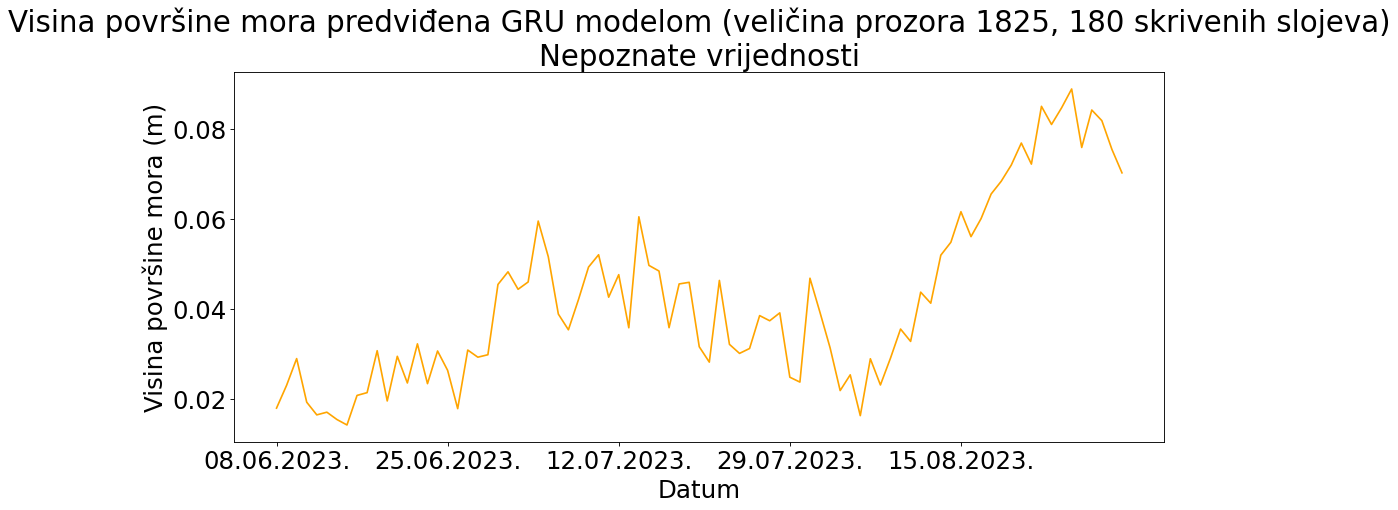 Visina površine mora predviđena GRU modelom (veličina prozora 1825, 180 skrivenih slojeva)
Nepoznate vrijednosti
Visina površine mora (m)
0.08
0.06
0.04
0.02
08.06.2023.
25.06.2023.
12.07.2023.
29.07.2023.
15.08.2023.
Datum